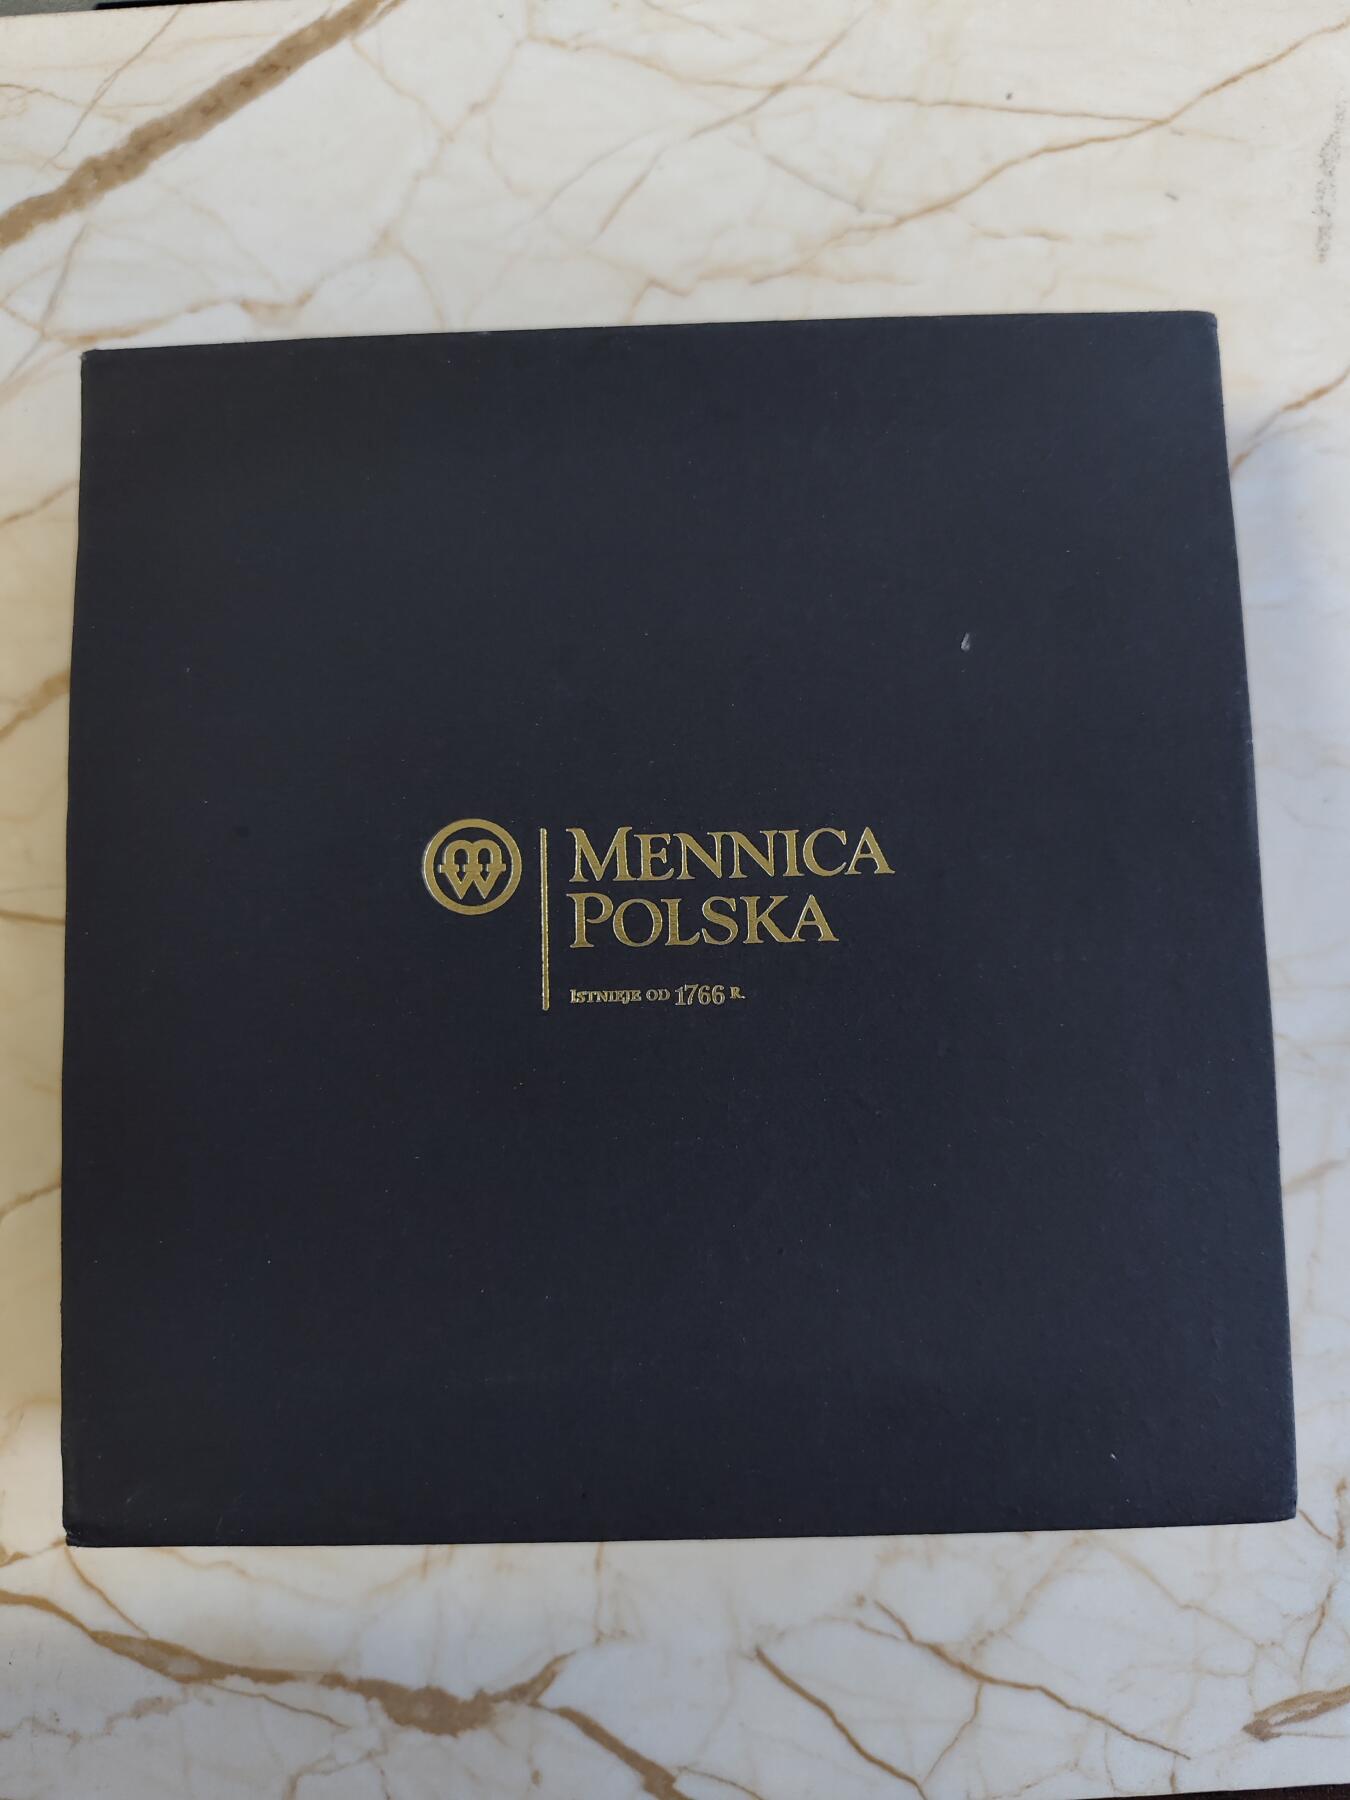 MENNICA
POLSKA
ISTNIEJE OD 1766 R.